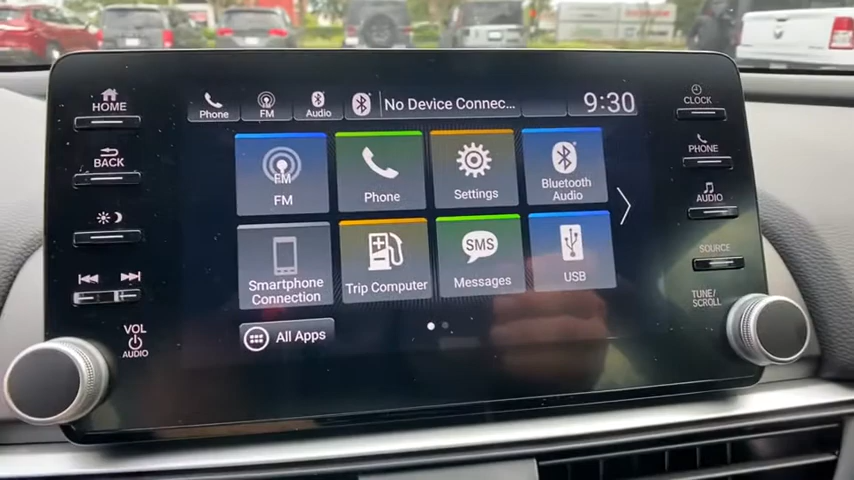 HOME
BACK
VOL
AUDIO
Phone
FM
Audio
No Device Connec...
9:30
FM
FM
Phone
Settings
Bluetooth
Audio
Smartphone
Connection
Trip Computer
SMS
Messages
USB
All Apps
CLOCK
PHONE
AUDIO
SOURCE
TUNE/
SCROLL